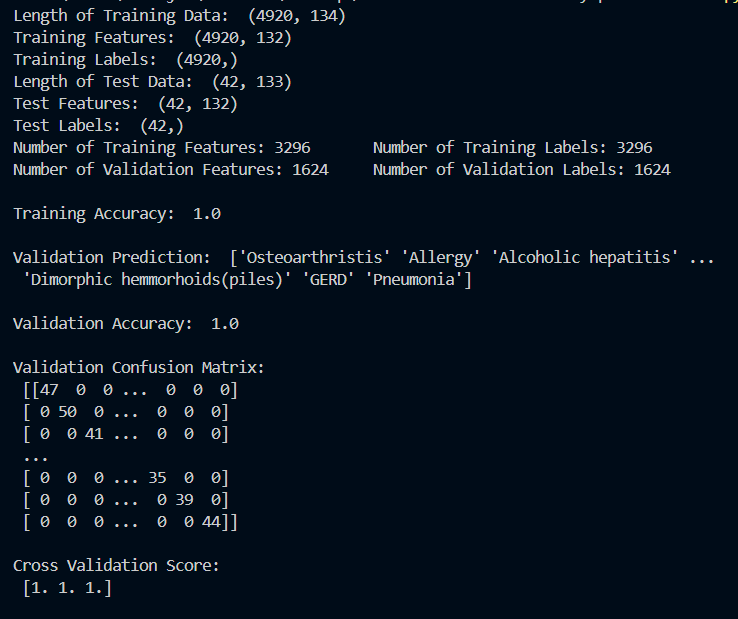 Length of Training Data:  (4920, 134)
Training Features:  (4920, 132)
Training Labels:  (4920,)
Length of Test Data:  (42, 133)
Test Features:  (42, 132)
Test Labels:  (42,)
Number of Training Features: 3296       Number of Training Labels: 3296
Number of Validation Features: 1624     Number of Validation Labels: 1624
Training Accuracy:  1.0
Validation Prediction:  ['Osteoarthristis' 'Allergy' 'Alcoholic hepatitis' ...
 'Dimorphic hemmorhoids(piles)' 'GERD' 'Pneumonia']
Validation Accuracy:  1.0
Validation Confusion Matrix:
 [[47  0  0 ...  0  0  0]
 [ 0 50  0 ...  0  0  0]
 [ 0  0 41 ...  0  0  0]
 ...
 [ 0  0  0 ... 35  0  0]
 [ 0  0  0 ...  0 39  0]
 [ 0  0  0 ...  0  0 44]]
Cross Validation Score:
 [1. 1. 1.]